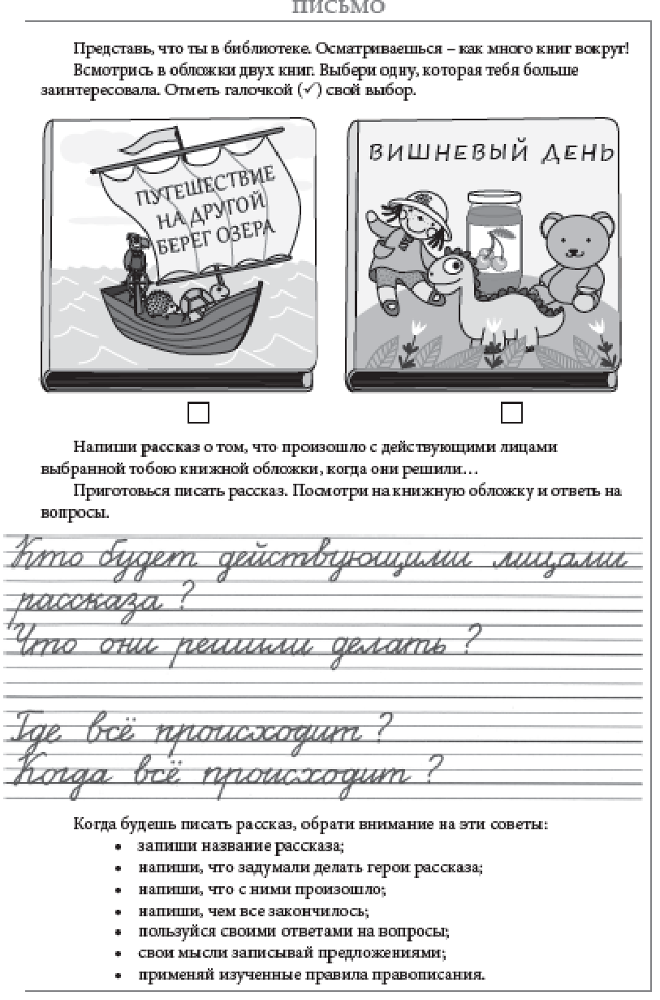 ПИСЬМО
Представь, что ты в библиотеке. Осматриваешься – как много книг вокруг!
Всмотрись в обложки двух книг. Выбери одну, которая тебя больше
заинтересовала. Отметь галочкой (✓) свой выбор.
ПУТЕШЕСТВИЕ
НА ДРУГОЙ
БЕРЕГ ОЗЕРА
ВИШНЕВЫЙ ДЕНЬ
Напиши рассказ о том, что произошло с действующими лицами
выбранной тобою книжной обложки, когда они решили…
Приготовься писать рассказ. Посмотри на книжную обложку и ответь на
вопросы.
Кто будет действующими лицами
рассказа ?
Что они решили делать ?
Где всё происходит ?
Когда всё происходит ?
Когда будешь писать рассказ, обрати внимание на эти советы:
• запиши название рассказа;
• напиши, что задумали делать герои рассказа;
• напиши, что с ними произошло;
• напиши, чем все закончилось;
• пользуйся своими ответами на вопросы;
• свои мысли записывай предложениями;
• применяй изученные правила правописания.